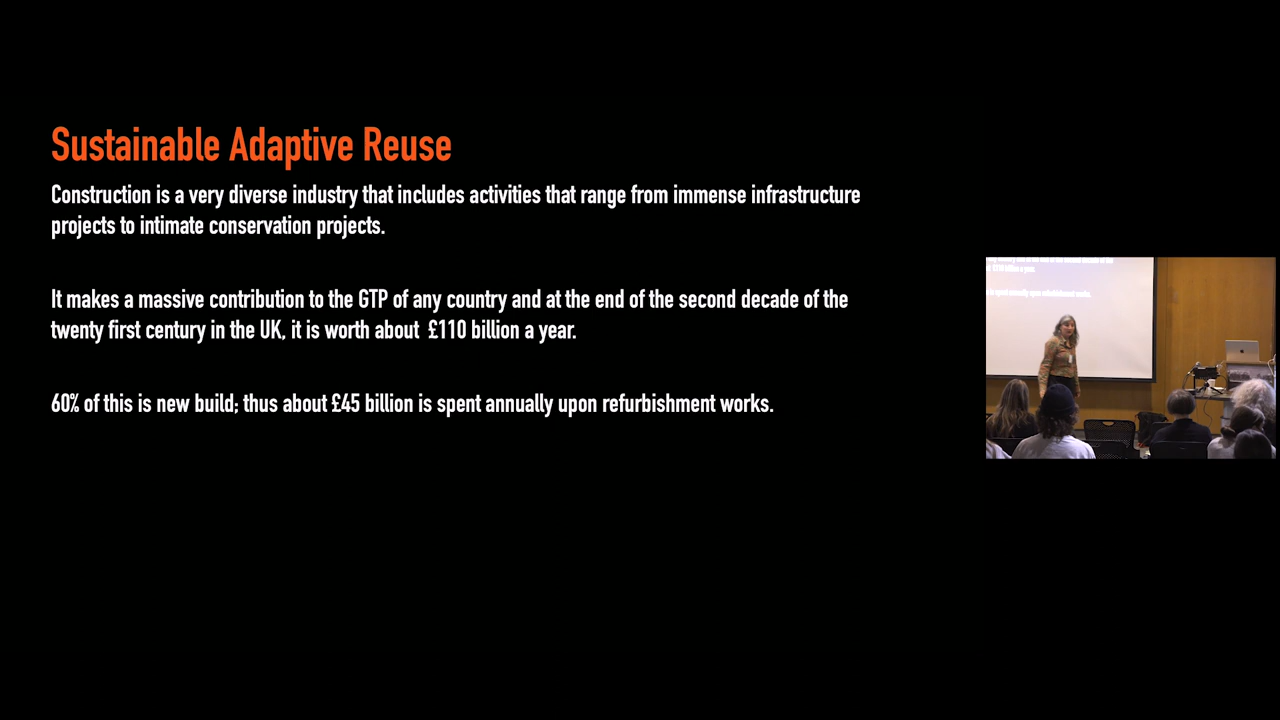 Sustainable Adaptive Reuse
Construction is a very diverse industry that includes activities that range from immense infrastructure
projects to intimate conservation projects.
It makes a massive contribution to the GTP of any country and at the end of the second decade of the
twenty first century in the UK, it is worth about £110 billion a year.
60% of this is new build; thus about £45 billion is spent annually upon refurbishment works.